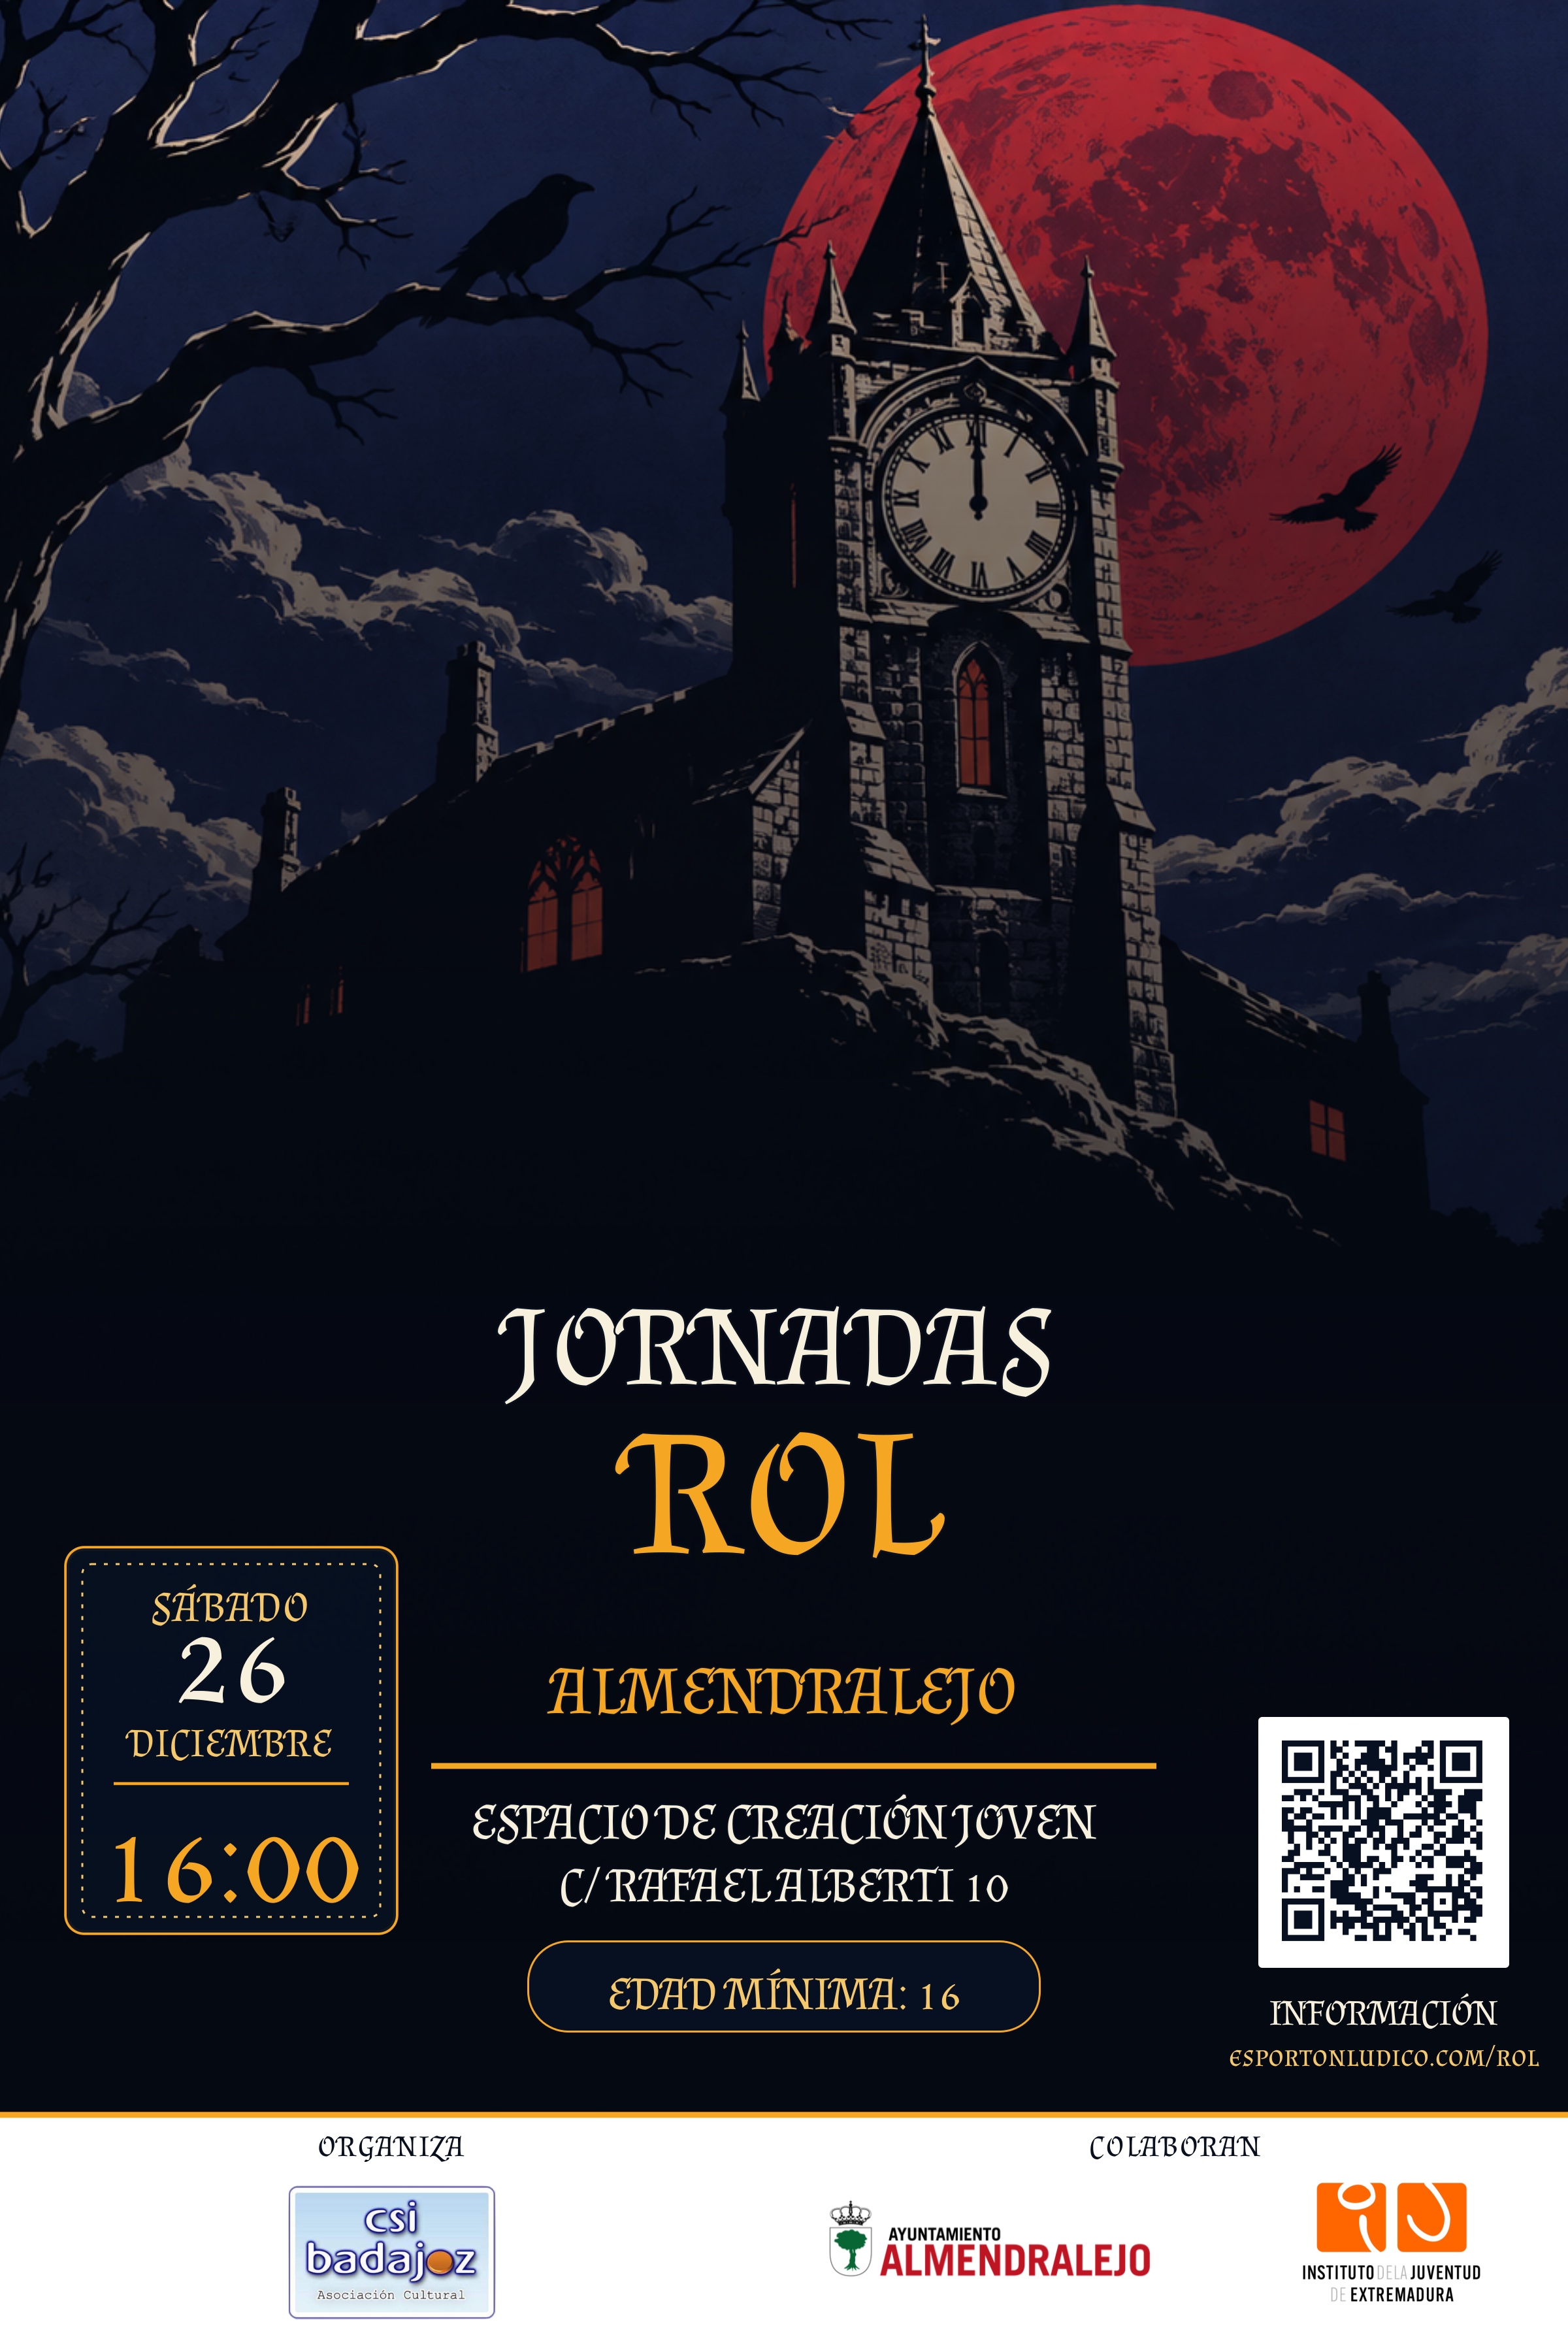 JORNADAS
ROL
SÁBADO
26
DICIEMBRE
16:00
ALMENDRALEJO
ESPACIO DE CREACIÓN JOVEN
C/ RAFAEL ALBERTI 10
EDAD MÍNIMA: 16
INFORMACIÓN
ESPORTONLUDICO.COM/ROL
ORGANIZA
csi
badajoz
Asociación Cultural
COLABORAN
AYUNTAMIENTO
ALMENDRALEJO
INSTITUTO DE LA JUVENTUD
DE EXTREMADURA